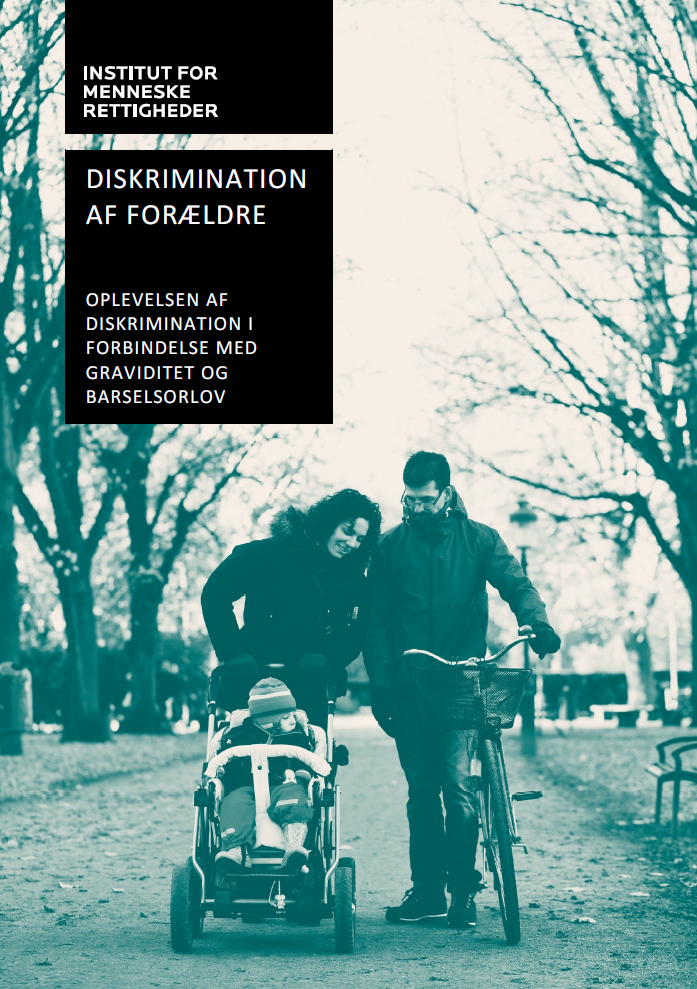 INSTITUT FOR
MENNESKE
RETTIGHEDER
DISKRIMINATION
AF FORÆLDRE
OPLEVELSEN AF
DISKRIMINATION I
FORBINDELSE MED
GRAVIDITET OG
BARSELSORLOV